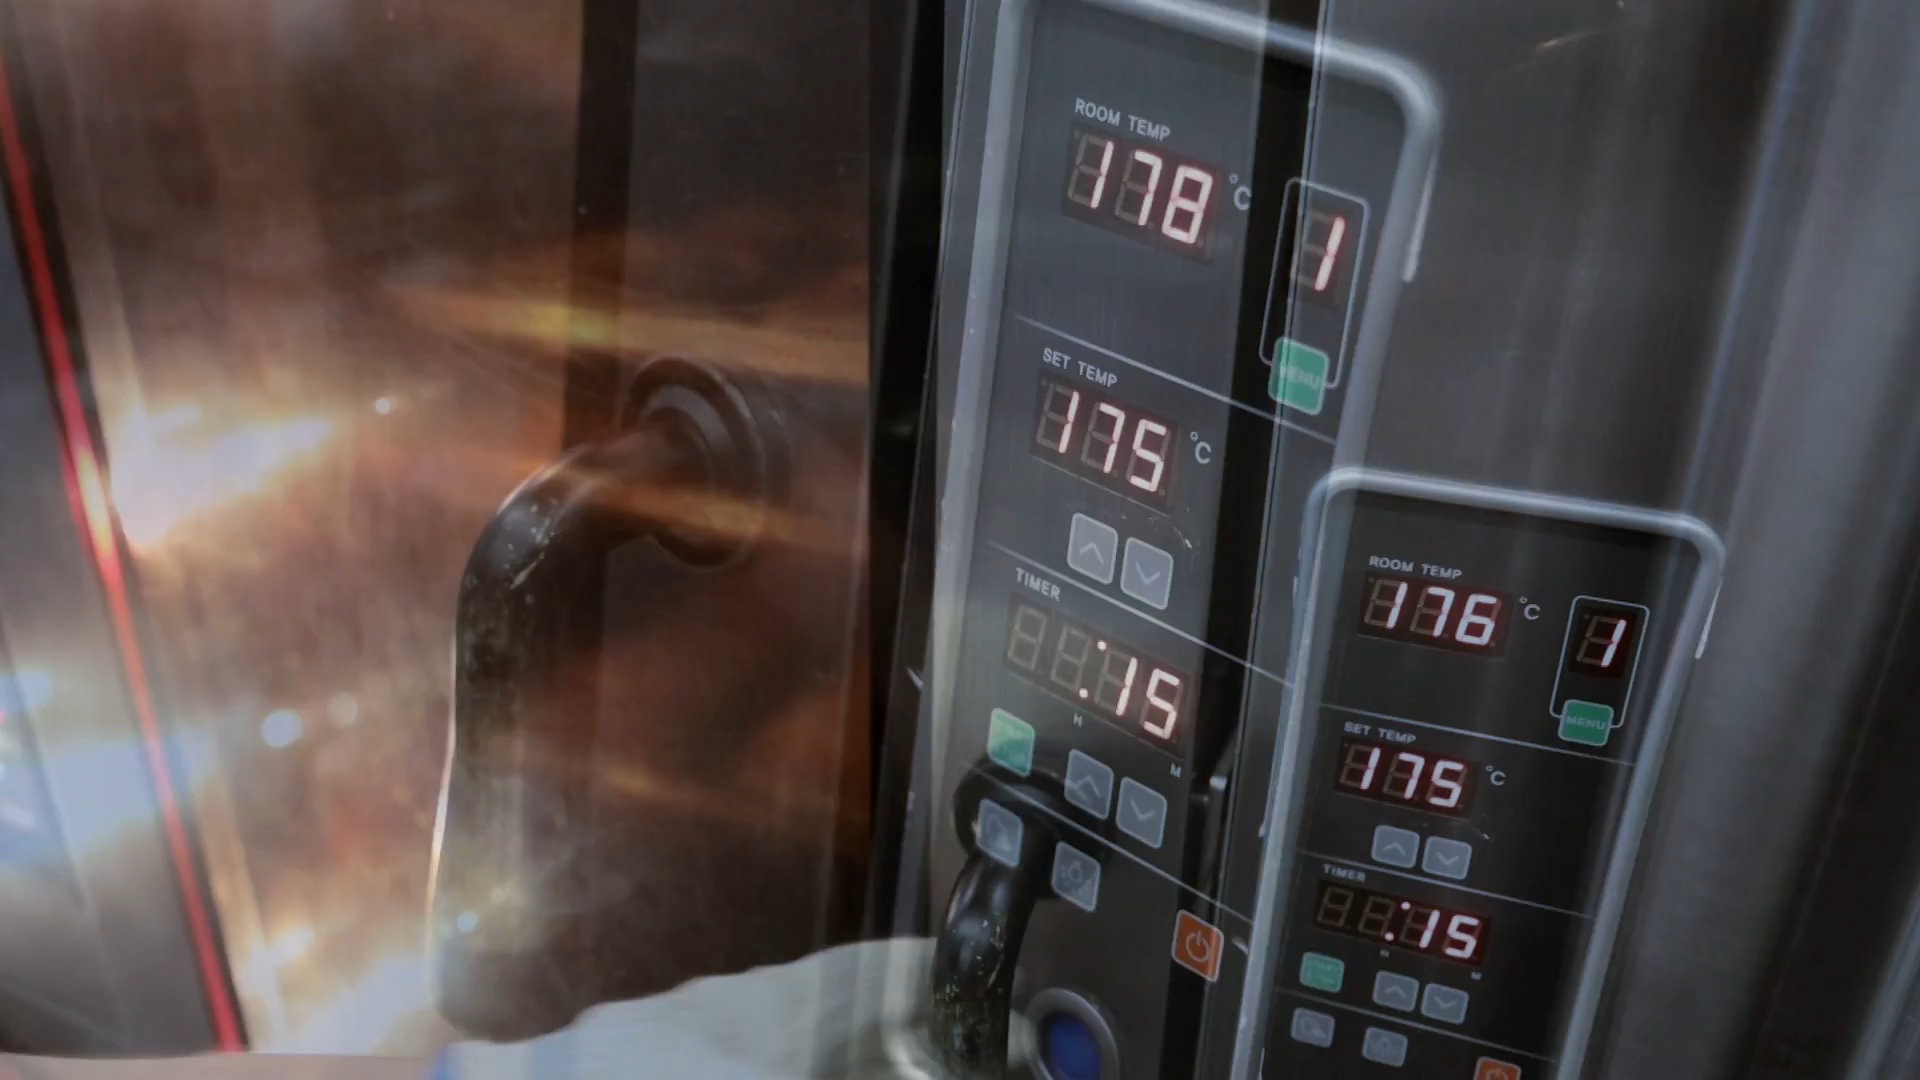 ROOM TEMP
178 °C
1
MENU
SET TEMP
175 °C
TIMER
:15
H
M
ROOM TEMP
176 °C
1
MENU
SET TEMP
175 °C
TIMER
:15
H
M